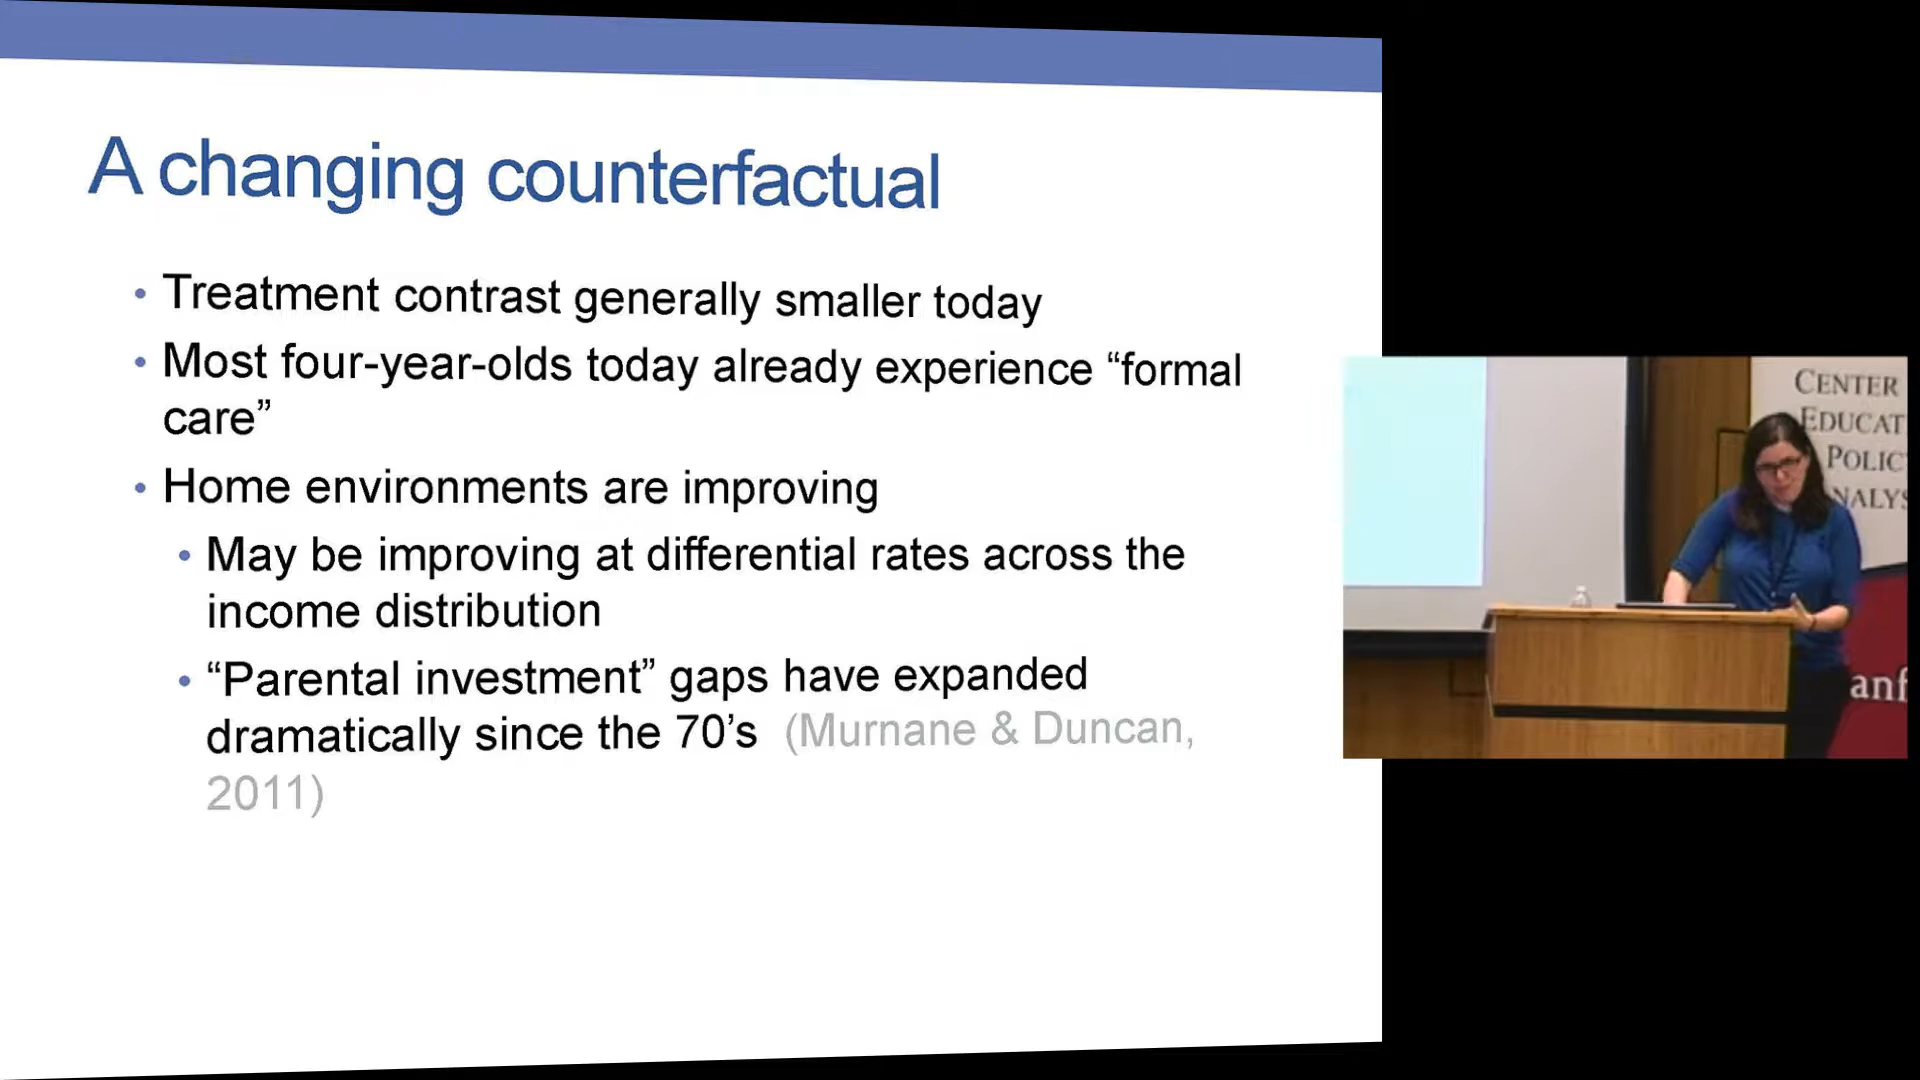 A changing counterfactual
• Treatment contrast generally smaller today
• Most four-year-olds today already experience “formal
care”
• Home environments are improving
• May be improving at differential rates across the
income distribution
• “Parental investment” gaps have expanded
dramatically since the 70’s (Murnane & Duncan,
2011)
CENTER
EDUCAT
POLIC
NALYS
anf